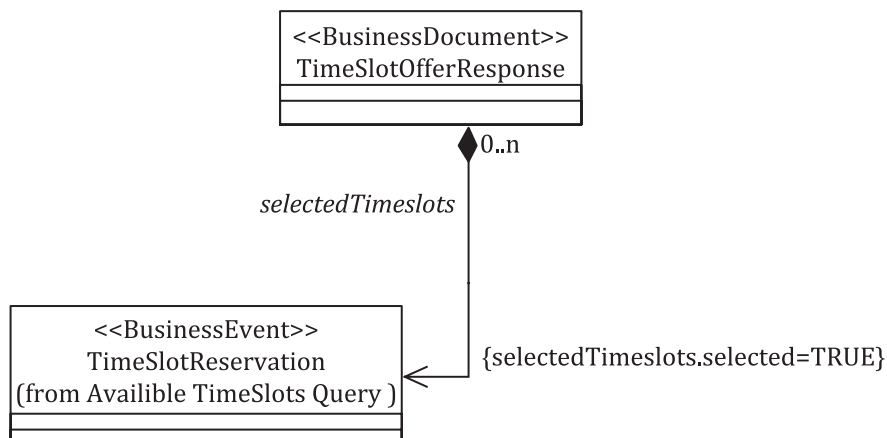 <<BusinessDocument>>
TimeSlotOfferResponse
0..n
selectedTimeslots
<<BusinessEvent>>
TimeSlotReservation
(from Availible TimeSlots Query )
{selectedTimeslots.selected=TRUE}